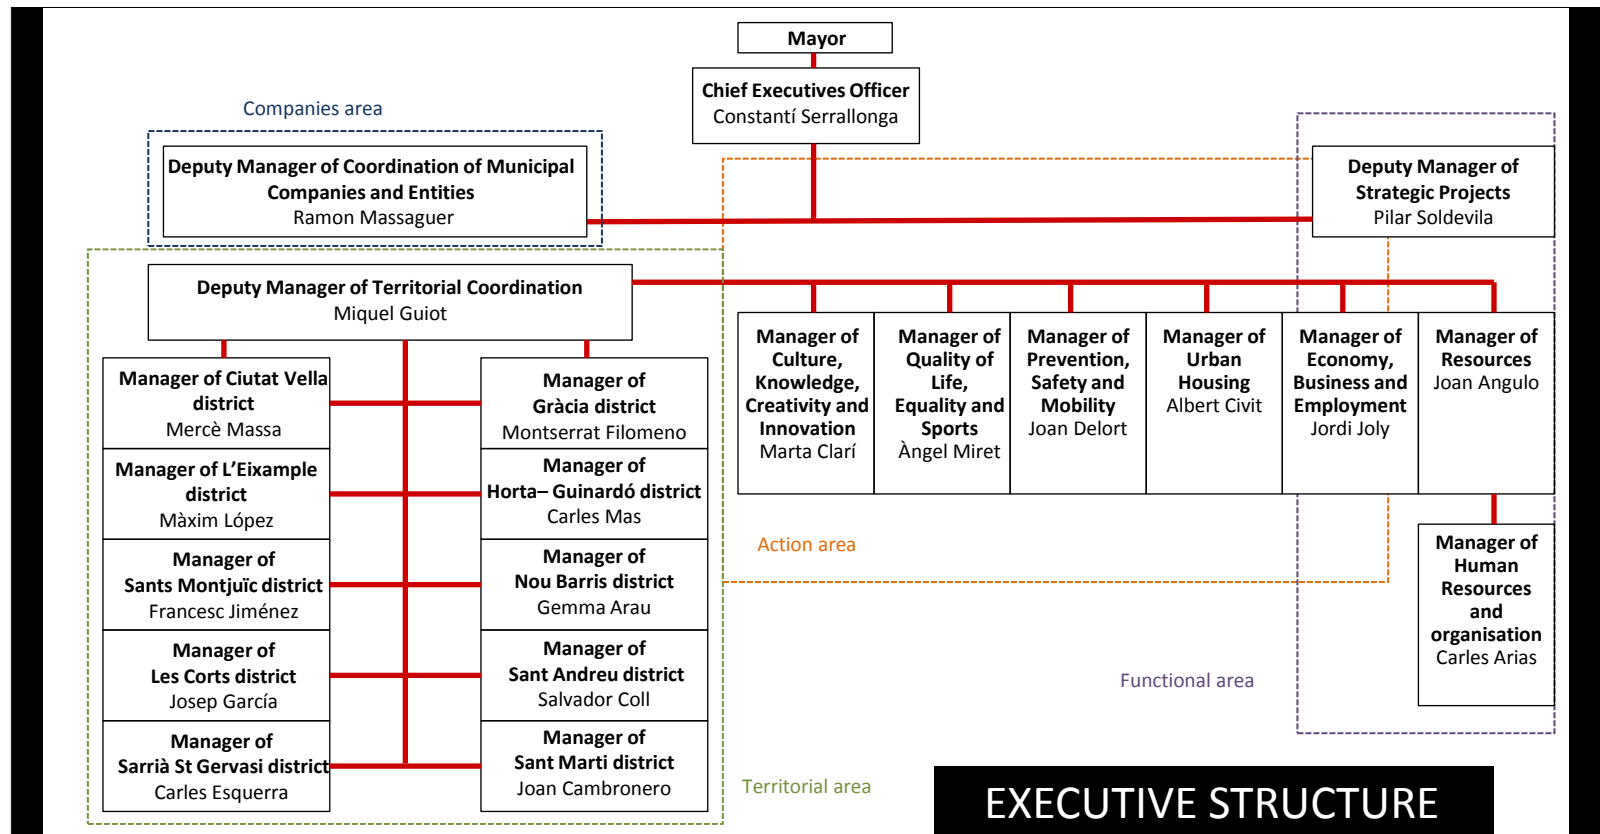 Mayor
Chief Executives Officer
Constantí Serrallonga
Companies area
Deputy Manager of Coordination of Municipal
Companies and Entities
Ramon Massaguer
Deputy Manager of
Strategic Projects
Pilar Soldevila
Deputy Manager of Territorial Coordination
Miquel Guiot
Manager of Ciutat Vella
district
Mercè Massa
Manager of
Gràcia district
Montserrat Filomeno
Manager of L’Eixample
district
Màxim López
Manager of
Horta– Guinardó district
Carles Mas
Manager of
Sants Montjuïc district
Francesc Jiménez
Manager of
Nou Barris district
Gemma Arau
Manager of
Les Corts district
Josep García
Manager of
Sant Andreu district
Salvador Coll
Manager of
Sarrià St Gervasi district
Carles Esquerra
Manager of
Sant Marti district
Joan Cambronero
Manager of
Culture,
Knowledge,
Creativity and
Innovation
Marta Clarí
Manager of
Quality of
Life,
Equality and
Sports
Àngel Miret
Manager of
Prevention,
Safety and
Mobility
Joan Delort
Manager of
Urban
Housing
Albert Civit
Manager of
Economy,
Business and
Employment
Jordi Joly
Manager of
Resources
Joan Angulo
Manager of
Human
Resources
and
organisation
Carles Arias
Action area
Functional area
Territorial area
EXECUTIVE STRUCTURE